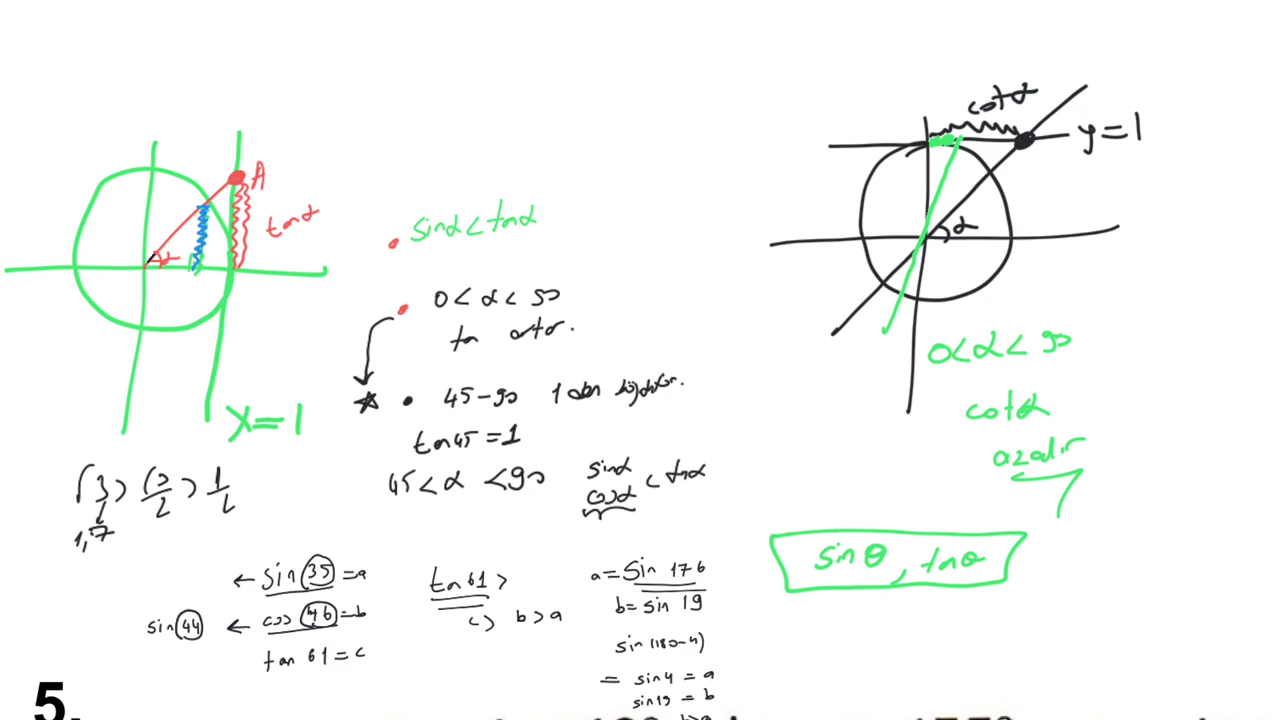 A
tanα
α
x=1
sinα<tanα
0<α<90
tan artar.
45-90 1 den büyüktür.
tan45=1
45<α<90
sinα
cosα < tanα
√3 > √3/2 > 1/2
1,7
← sin 35 = a
sin 44 ← cos 46 = b
tan 61 = c
tan 61 >
c > b > a
a = sin 176
b = sin 19
sin(180-4)
= sin4 = a
sin19 = b
b>a
cotα
y=1
α
0<α<90
cotα
azalır
sinθ, tanθ
5.